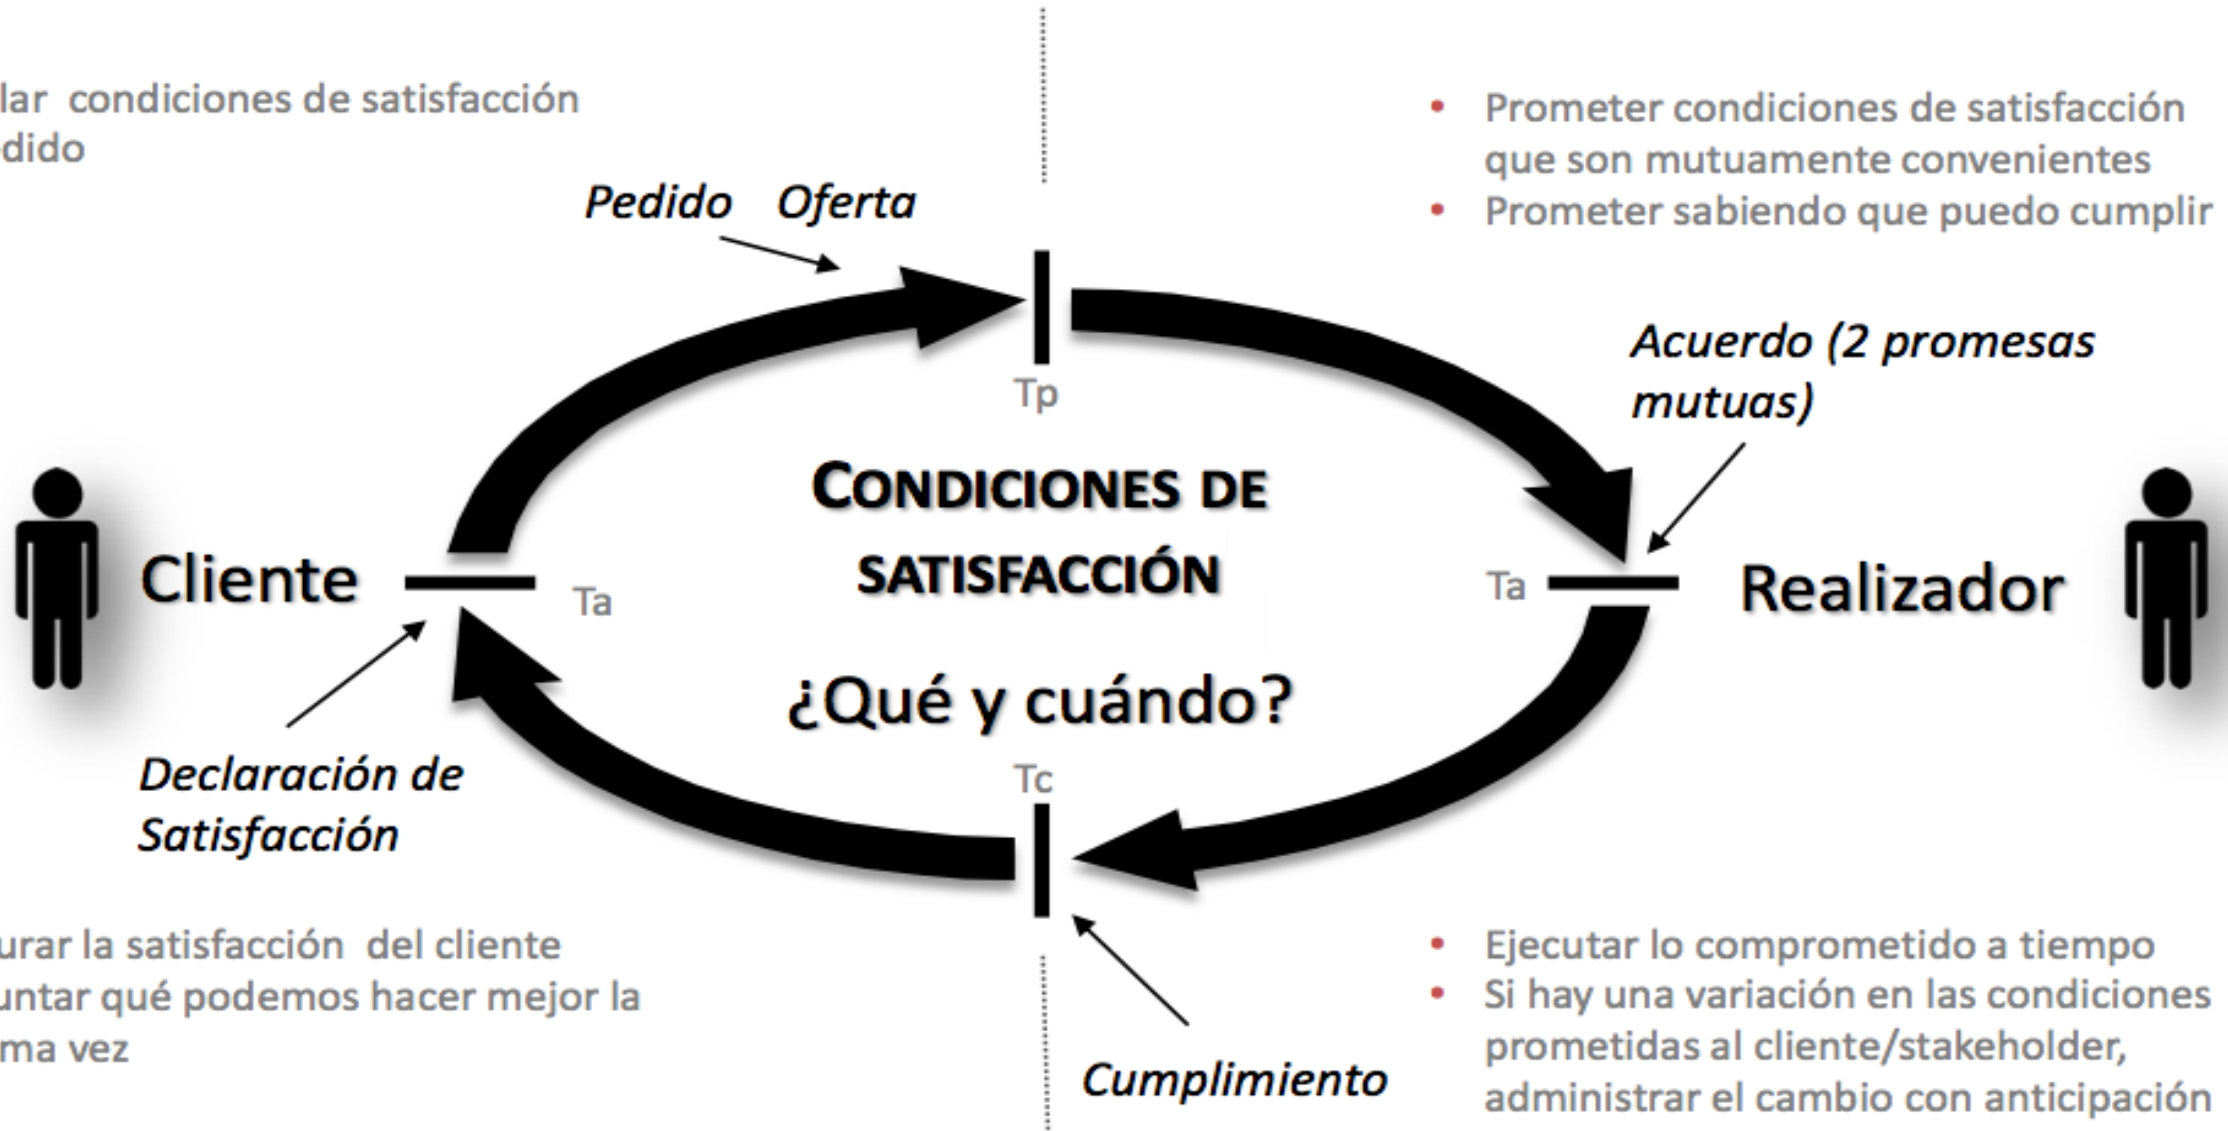 lar condiciones de satisfacción
dido
Pedido Oferta
• Prometer condiciones de satisfacción
que son mutuamente convenientes
• Prometer sabiendo que puedo cumplir
Acuerdo (2 promesas
mutuas)
Tp
CONDICIONES DE
SATISFACCIÓN
¿Qué y cuándo?
Cliente
Ta
Ta
Realizador
Tc
Declaración de
Satisfacción
urar la satisfacción del cliente
untar qué podemos hacer mejor la
ma vez
Cumplimiento
• Ejecutar lo comprometido a tiempo
• Si hay una variación en las condiciones
prometidas al cliente/stakeholder,
administrar el cambio con anticipación